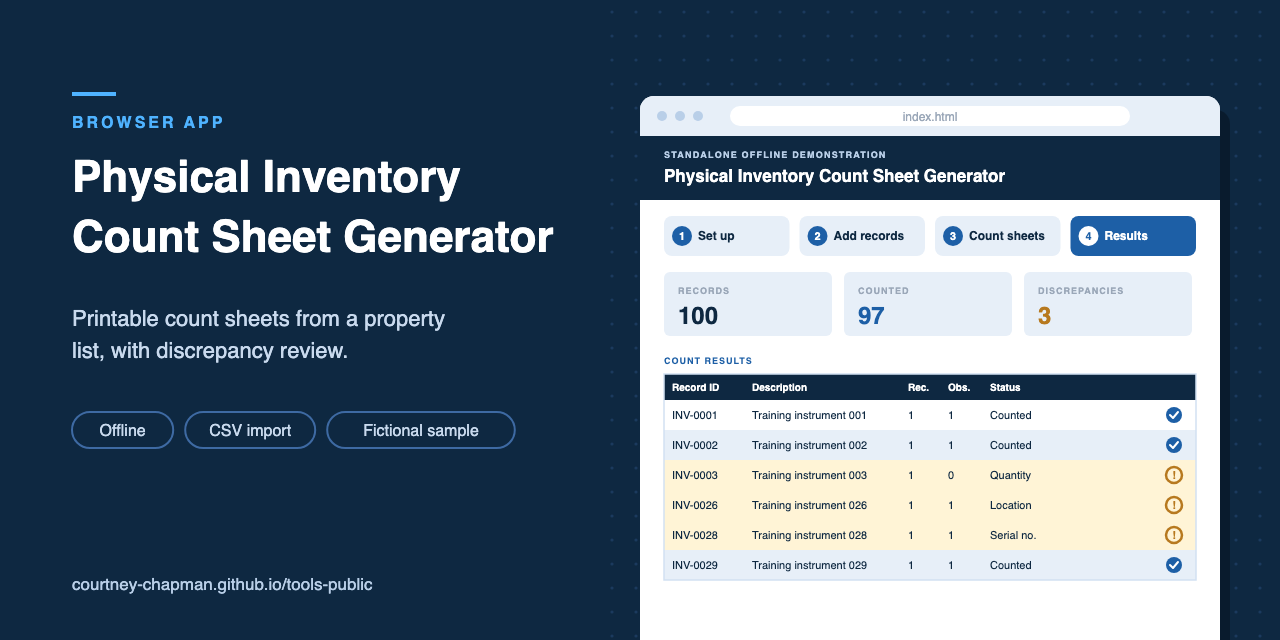 BROWSER APP
Physical Inventory
Count Sheet Generator
Printable count sheets from a property
list, with discrepancy review.
Offline CSV import Fictional sample
courtney-chapman.github.io/tools-public
index.html
STANDALONE OFFLINE DEMONSTRATION
Physical Inventory Count Sheet Generator
1 Set up 2 Add records 3 Count sheets 4 Results
RECORDS COUNTED DISCREPANCIES
100 97 3
COUNT RESULTS
Record ID Description Rec. Obs. Status
INV-0001 Training instrument 001 1 1 Counted
INV-0002 Training instrument 002 1 1 Counted
INV-0003 Training instrument 003 1 0 Quantity !
INV-0026 Training instrument 026 1 1 Location !
INV-0028 Training instrument 028 1 1 Serial no. !
INV-0029 Training instrument 029 1 1 Counted